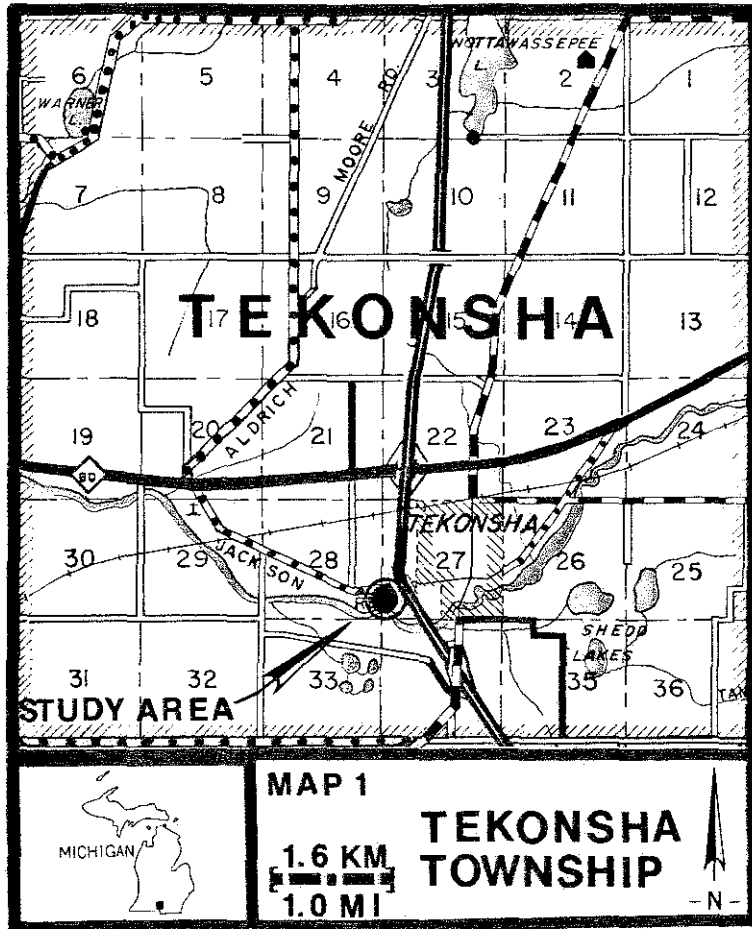 NOTTAWASSEPEE
L.
6 5 4 3 2 1
WARNER
L.
MOORE RD.
7 8 9 10 11 12
TEKONSHA
18 17 16 15 14 13
ALDRICH
19 20 21 22 23 24
60
TEKONSHA
JACKSON
30 29 28 27 26 25
SHEDD
LAKES
31 32 33 35 36
STUDY AREA
MAP 1
MICHIGAN
TEKONSHA
TOWNSHIP
1.6 KM
1.0 MI
-N-